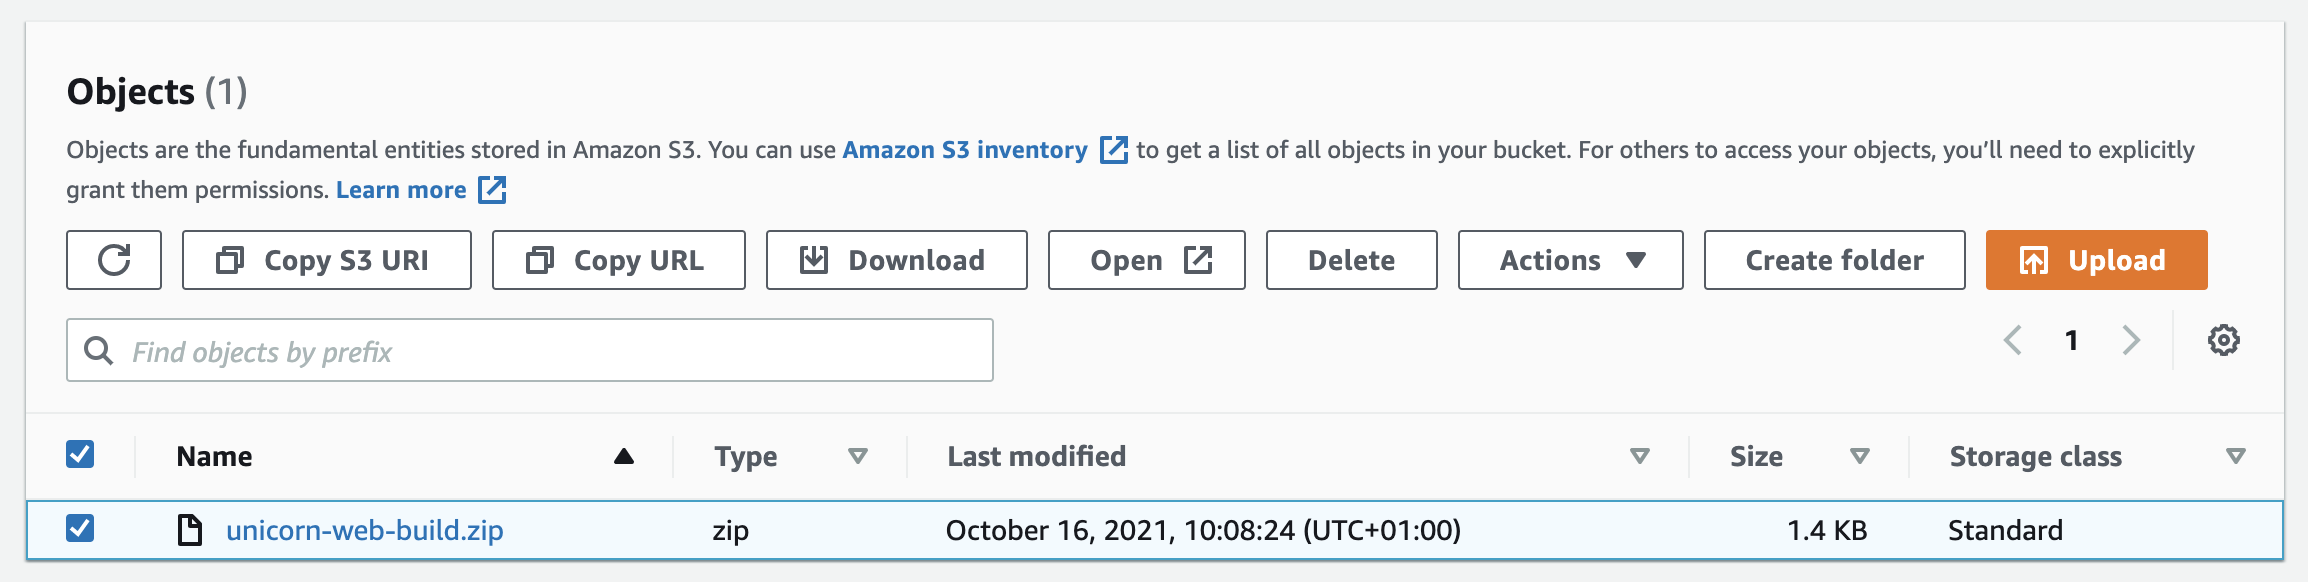 Objects (1)
Objects are the fundamental entities stored in Amazon S3. You can use Amazon S3 inventory to get a list of all objects in your bucket. For others to access your objects, you’ll need to explicitly
grant them permissions. Learn more
Copy S3 URI Copy URL Download Open Delete Actions Create folder Upload
Find objects by prefix 1
Name Type Last modified Size Storage class
unicorn-web-build.zip zip October 16, 2021, 10:08:24 (UTC+01:00) 1.4 KB Standard